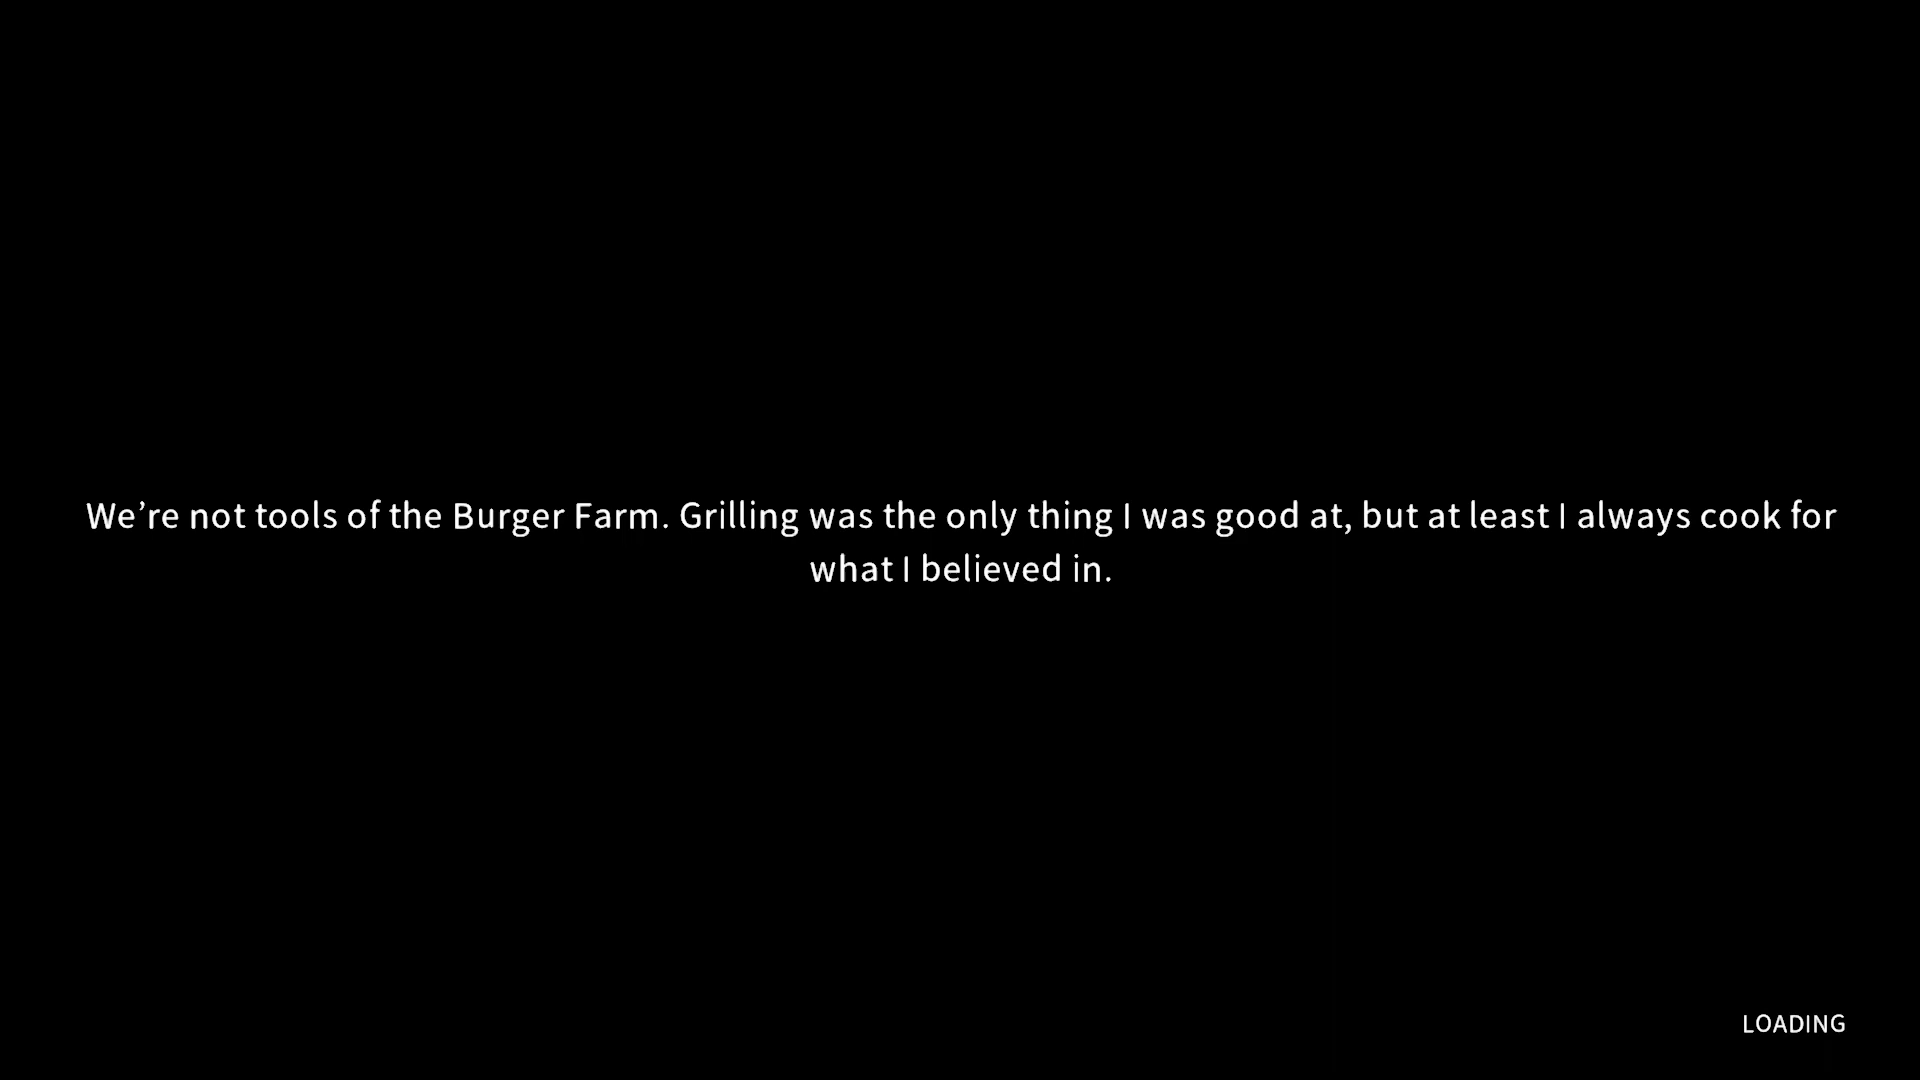 We’re not tools of the Burger Farm. Grilling was the only thing I was good at, but at least I always cook for
what I believed in.
LOADING